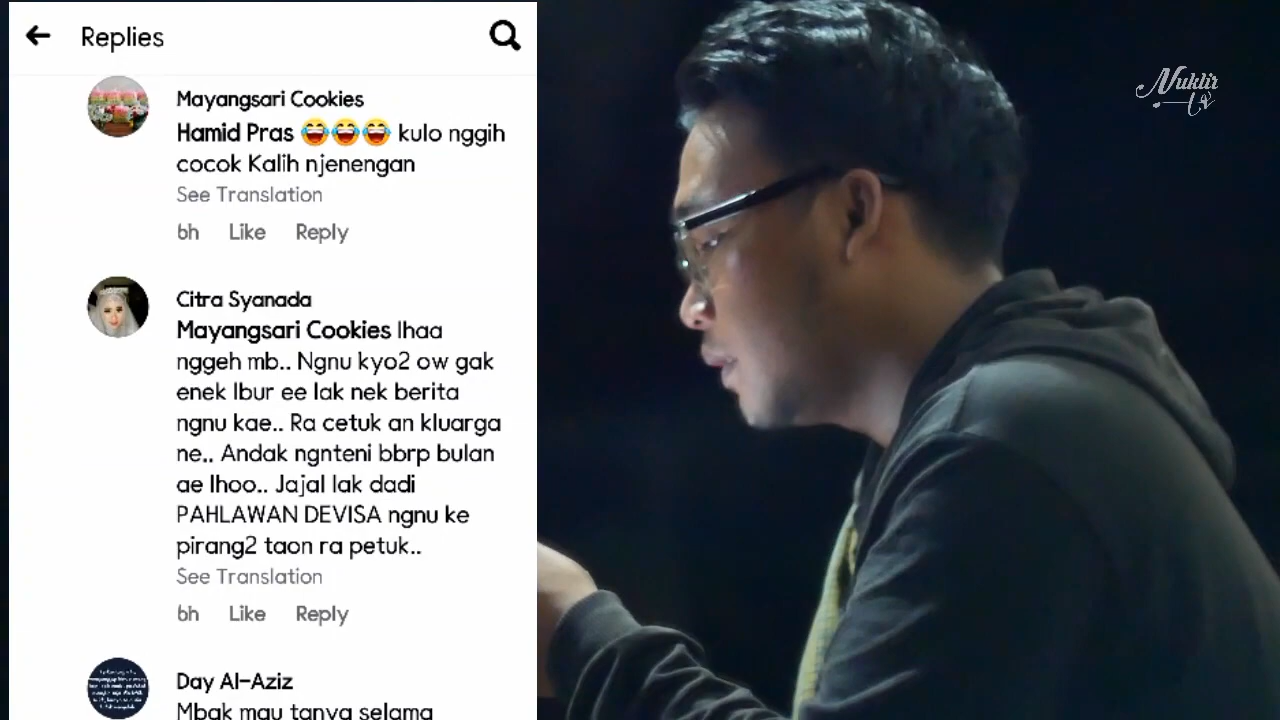 Replies
Mayangsari Cookies
Hamid Pras 😂😂😂 kulo nggih
cocok Kalih njenengan
See Translation
6h Like Reply
Citra Syanada
Mayangsari Cookies lhaa
nggeh mb.. Ngnu kyo2 ow gak
enek lbur ee lak nek berita
ngnu kae.. Ra cetuk an kluarga
ne.. Andak ngnteni bbrp bulan
ae lhoo.. Jajal lak dadi
PAHLAWAN DEVISA ngnu ke
pirang2 taon ra petuk..
See Translation
6h Like Reply
Day Al-Aziz
Mbak mau tanya selama
Nuklir
TV